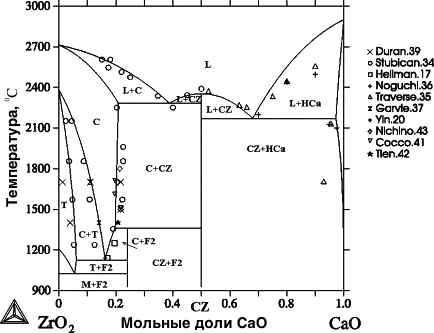 3000
2700
2400
2100
1800
1500
1200
900
Температура, °C
L
L+C
L+CZ
L+CZ
L+HCa
C
C+CZ
CZ+HCa
T
C+T
C+F2
T+F2
CZ+F2
M+F2
0 0.2 0.4 0.6 0.8 1.0
CZ
ZrO2 Мольные доли CaO CaO
Duran.39
Stubican.34
Hellman.17
Noguchi.36
Traverse.35
Garvie.37
Yin.20
Nichino.43
Cocco.41
Tien.42